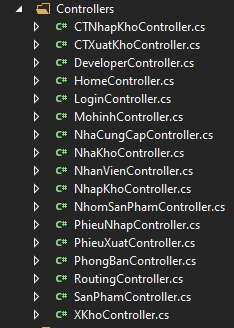 Controllers
C# CTNhapKhoController.cs
C# CTXuatKhoController.cs
C# DeveloperController.cs
C# HomeController.cs
C# LoginController.cs
C# MohinhController.cs
C# NhaCungCapController.cs
C# NhaKhoController.cs
C# NhanVienController.cs
C# NhapKhoController.cs
C# NhomSanPhamController.cs
C# PhieuNhapController.cs
C# PhieuXuatController.cs
C# PhongBanController.cs
C# RoutingController.cs
C# SanPhamController.cs
C# XKhoController.cs